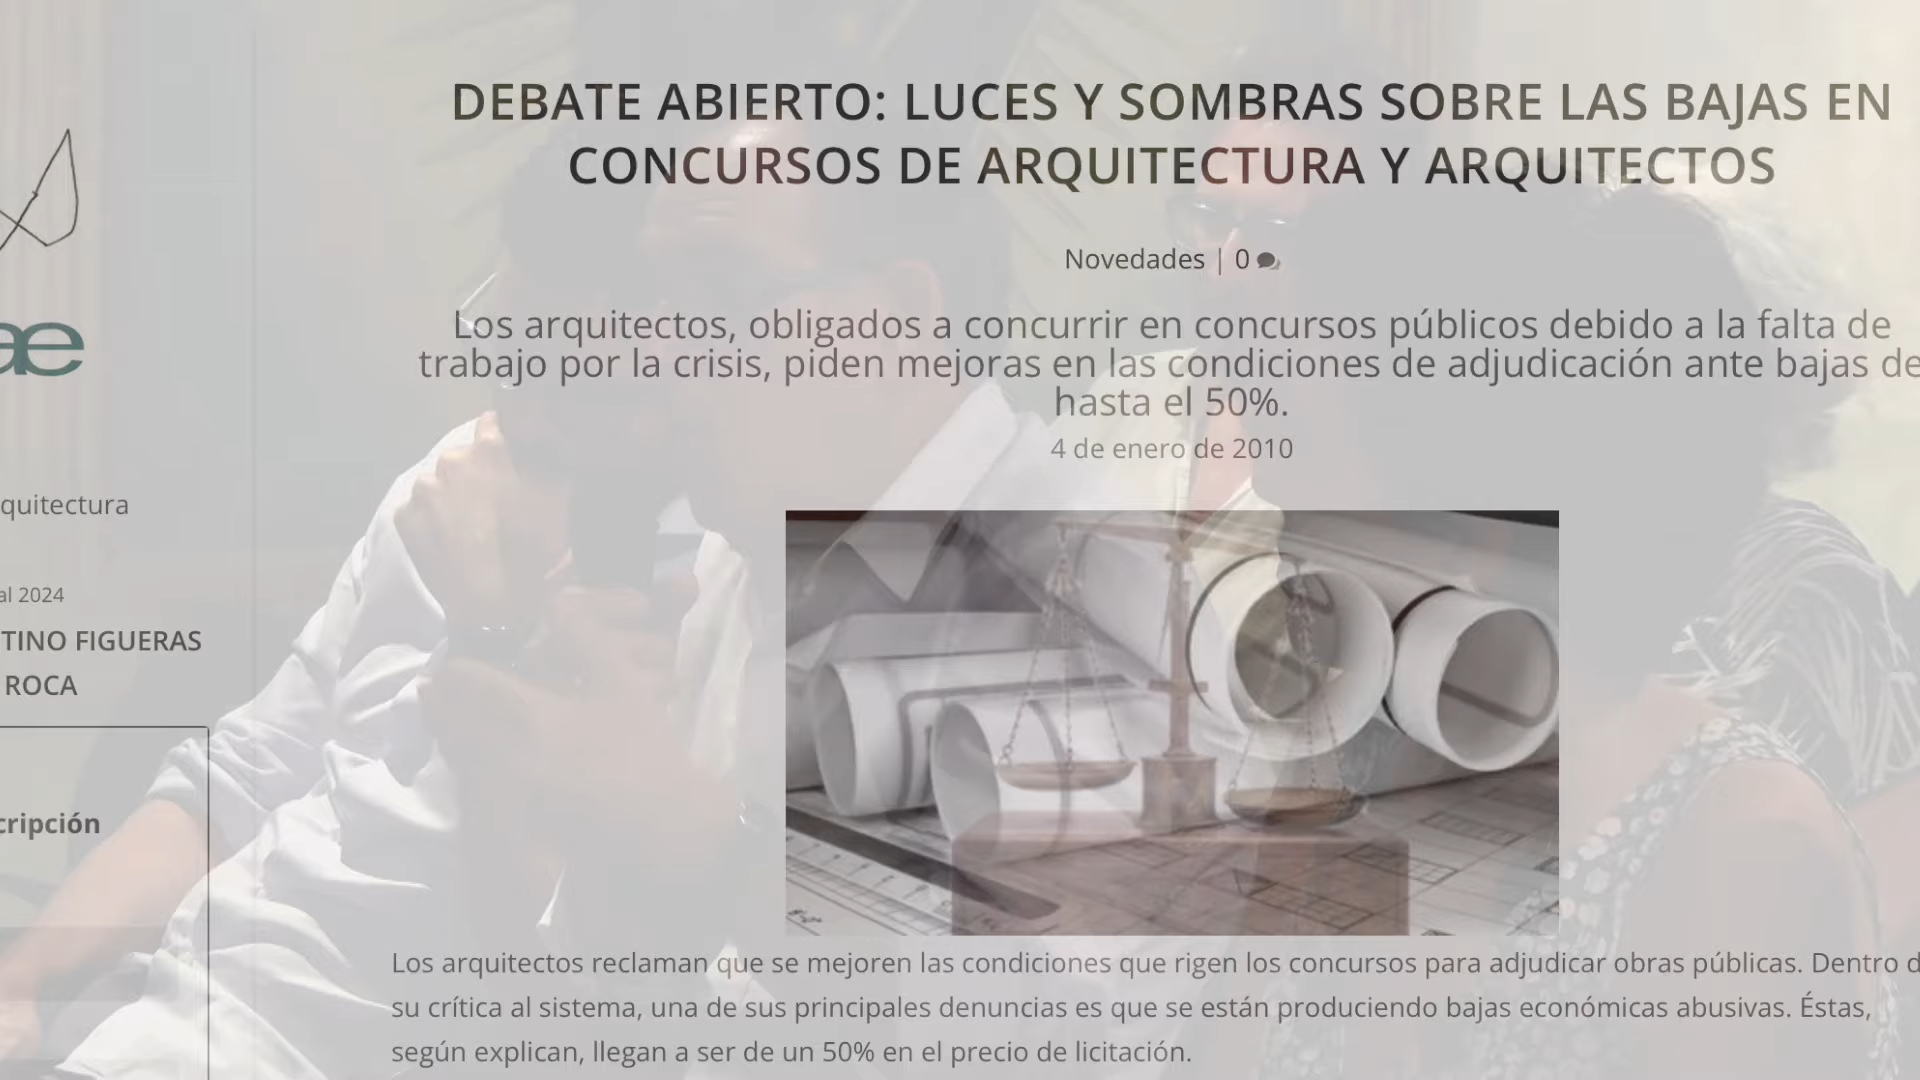 DEBATE ABIERTO: LUCES Y SOMBRAS SOBRE LAS BAJAS EN
CONCURSOS DE ARQUITECTURA Y ARQUITECTOS
Novedades | 0
Los arquitectos, obligados a concurrir en concursos públicos debido a la falta de
trabajo por la crisis, piden mejoras en las condiciones de adjudicación ante bajas de
hasta el 50%.
4 de enero de 2010
ae
quitectura
al 2024
TINO FIGUERAS
ROCA
cripción
Los arquitectos reclaman que se mejoren las condiciones que rigen los concursos para adjudicar obras públicas. Dentro d
su crítica al sistema, una de sus principales denuncias es que se están produciendo bajas económicas abusivas. Éstas,
según explican, llegan a ser de un 50% en el precio de licitación.